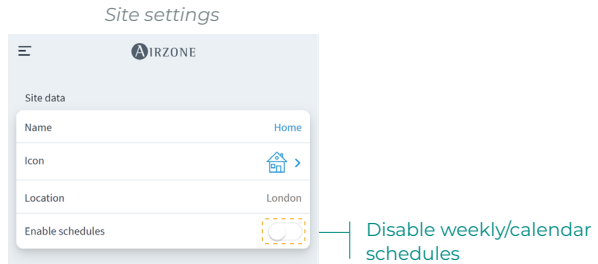 Site settings
AIRZONE
Site data
Name Home
Icon
Location London
Enable schedules
Disable weekly/calendar
schedules